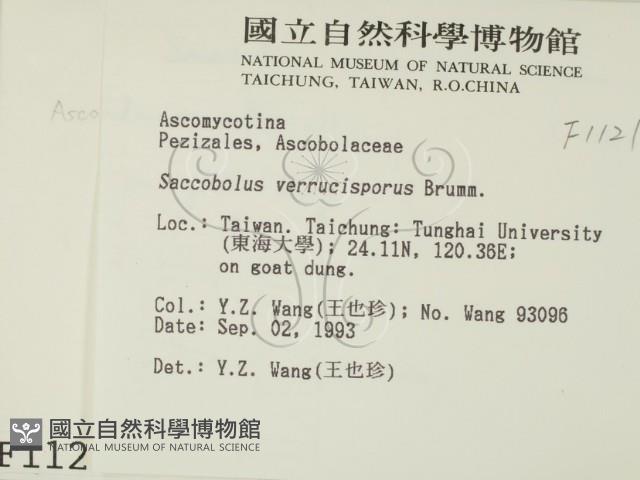 國立自然科學博物館
NATIONAL MUSEUM OF NATURAL SCIENCE
TAICHUNG, TAIWAN, R.O.CHINA
Asco
F1121
Ascomycotina
Pezizales, Ascobolaceae
Saccobolus verrucisporus Brumm.
Loc.: Taiwan. Taichung: Tunghai University
(東海大學); 24.11N, 120.36E;
on goat dung.
Col.: Y.Z. Wang(王也珍); No. Wang 93096
Date: Sep. 02, 1993
Det.: Y.Z. Wang(王也珍)
國立自然科學博物館
NATIONAL MUSEUM OF NATURAL SCIENCE
F112